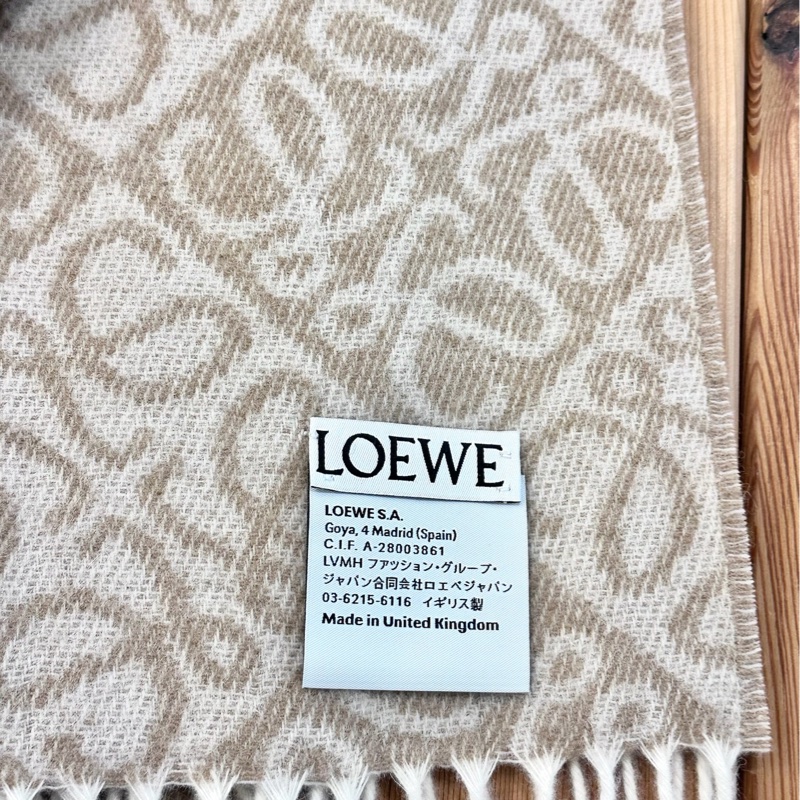 LOEWE
LOEWE S.A.
Goya, 4 Madrid (Spain)
C.I.F. A-28003861
LVMH ファッション・グループ・
ジャパン合同会社ロエベジャパン
03-6215-6116 イギリス製
Made in United Kingdom